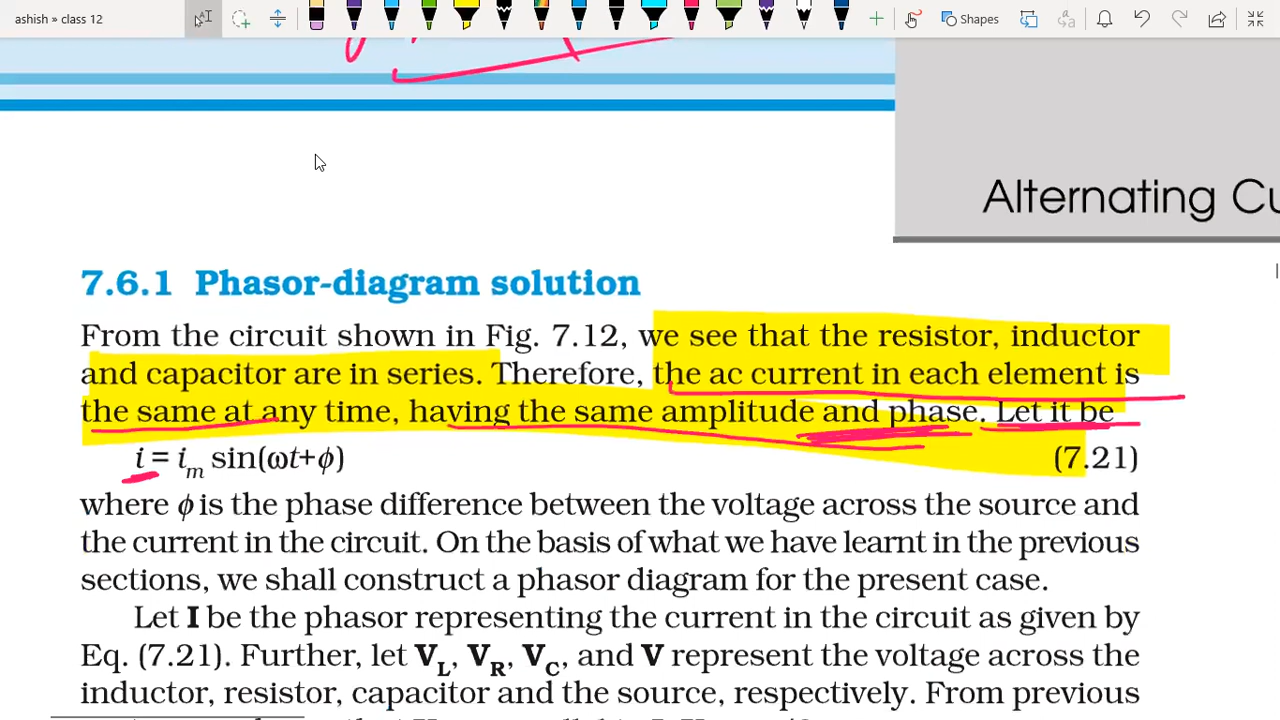 ashish » class 12
Shapes
Alternating Cu
7.6.1 Phasor-diagram solution
From the circuit shown in Fig. 7.12, we see that the resistor, inductor
and capacitor are in series. Therefore, the ac current in each element is
the same at any time, having the same amplitude and phase. Let it be
i = iₘ sin(ωt+ϕ) (7.21)
where ϕ is the phase difference between the voltage across the source and
the current in the circuit. On the basis of what we have learnt in the previous
sections, we shall construct a phasor diagram for the present case.
Let I be the phasor representing the current in the circuit as given by
Eq. (7.21). Further, let V_L, V_R, V_C, and V represent the voltage across the
inductor, resistor, capacitor and the source, respectively. From previous